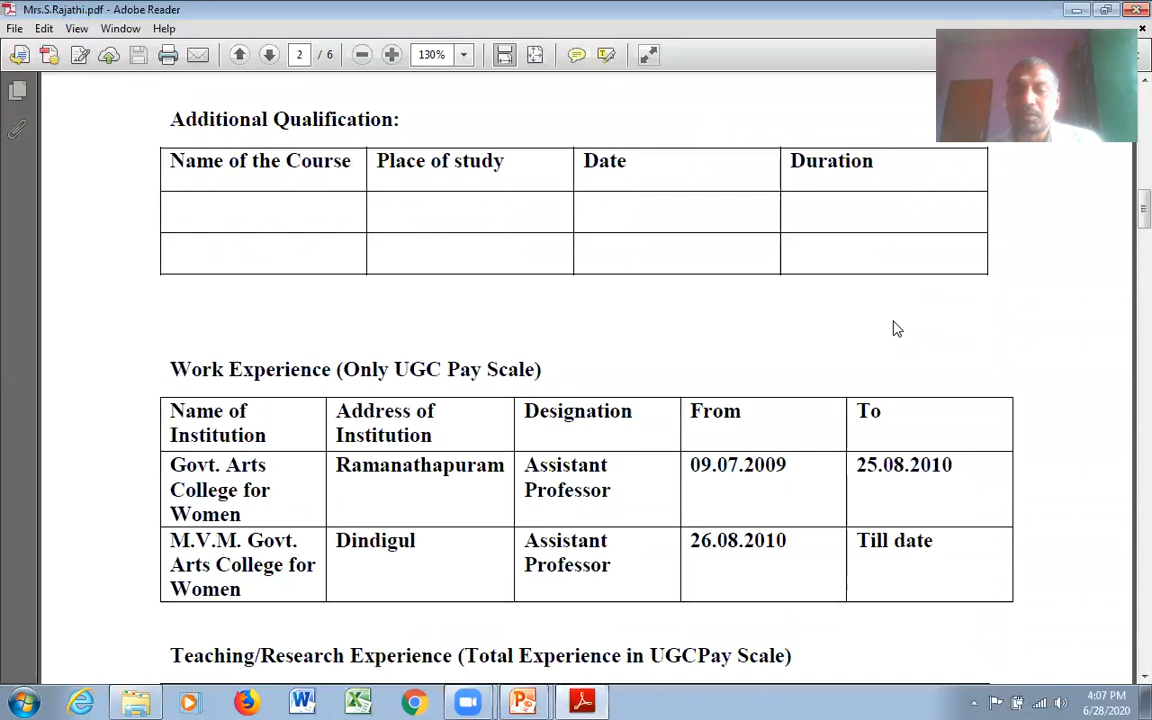 Mrs.S.Rajathi.pdf - Adobe Reader
File Edit View Window Help
2 / 6 130%
Additional Qualification:
Name of the Course Place of study Date Duration
Work Experience (Only UGC Pay Scale)
Name of Institution Address of Institution Designation From To
Govt. Arts College for Women Ramanathapuram Assistant Professor 09.07.2009 25.08.2010
M.V.M. Govt. Arts College for Women Dindigul Assistant Professor 26.08.2010 Till date
Teaching/Research Experience (Total Experience in UGCPay Scale)
4:07 PM
6/28/2020